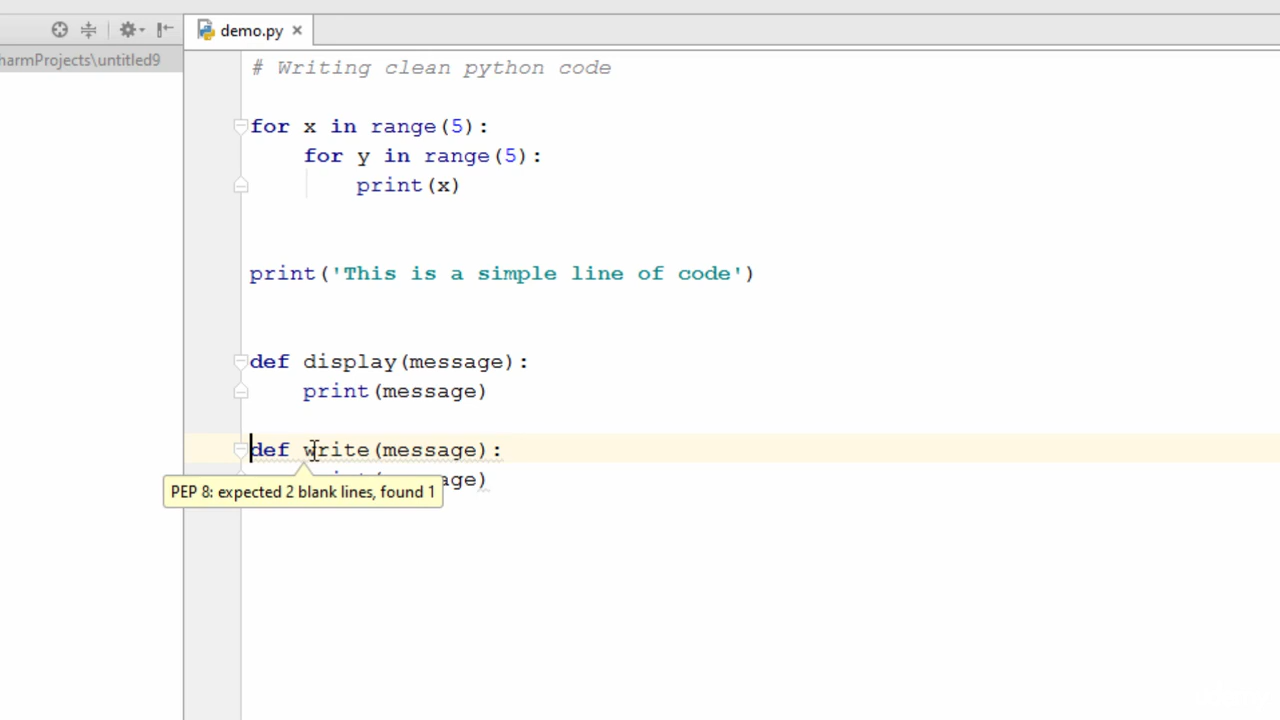 demo.py
harmProjects\untitled9
# Writing clean python code
for x in range(5):
for y in range(5):
print(x)
print('This is a simple line of code')
def display(message):
print(message)
def write(message):
PEP 8: expected 2 blank lines, found 1